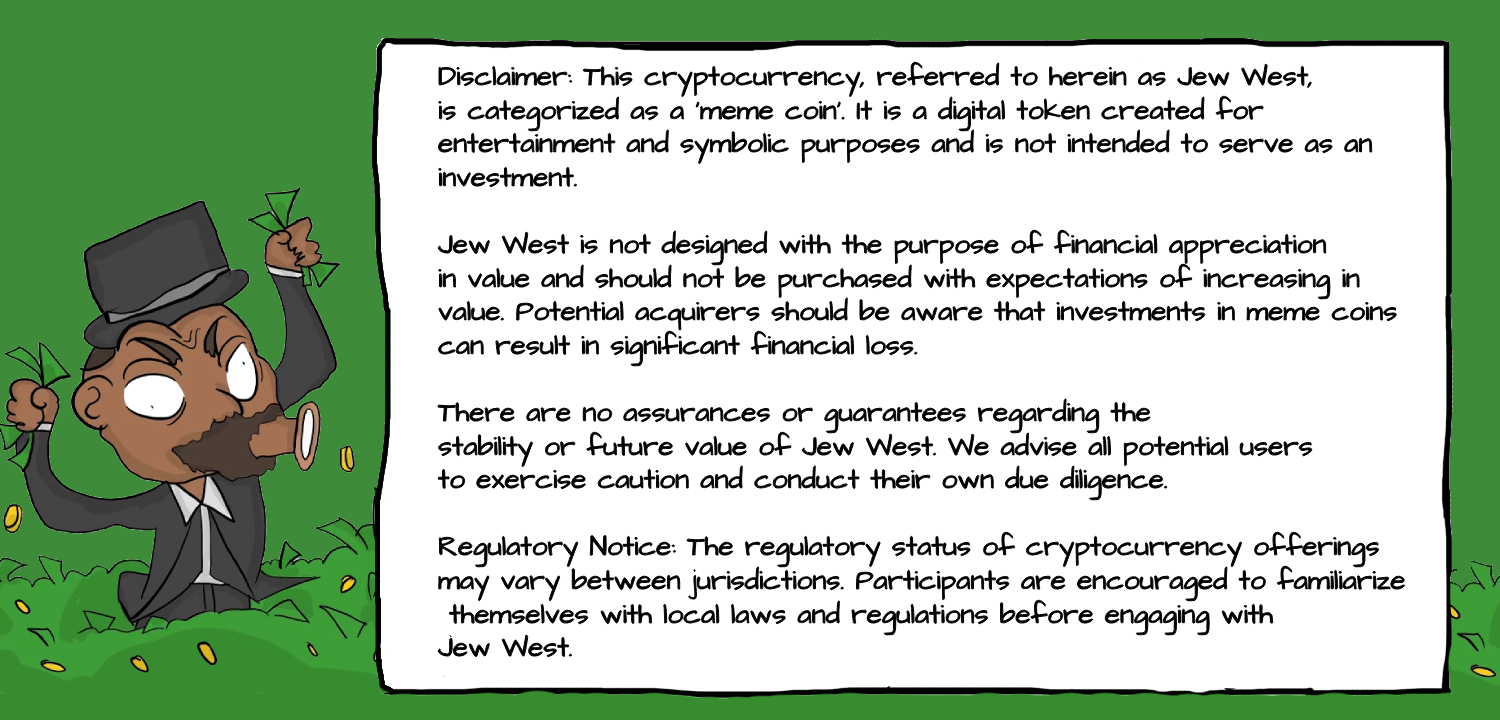 Disclaimer: This cryptocurrency, referred to herein as Jew West,
is categorized as a 'meme coin'. It is a digital token created for
entertainment and symbolic purposes and is not intended to serve as an
investment.
Jew West is not designed with the purpose of financial appreciation
in value and should not be purchased with expectations of increasing in
value. Potential acquirers should be aware that investments in meme coins
can result in significant financial loss.
There are no assurances or guarantees regarding the
stability or future value of Jew West. We advise all potential users
to exercise caution and conduct their own due diligence.
Regulatory Notice: The regulatory status of cryptocurrency offerings
may vary between jurisdictions. Participants are encouraged to familiarize
themselves with local laws and regulations before engaging with
Jew West.